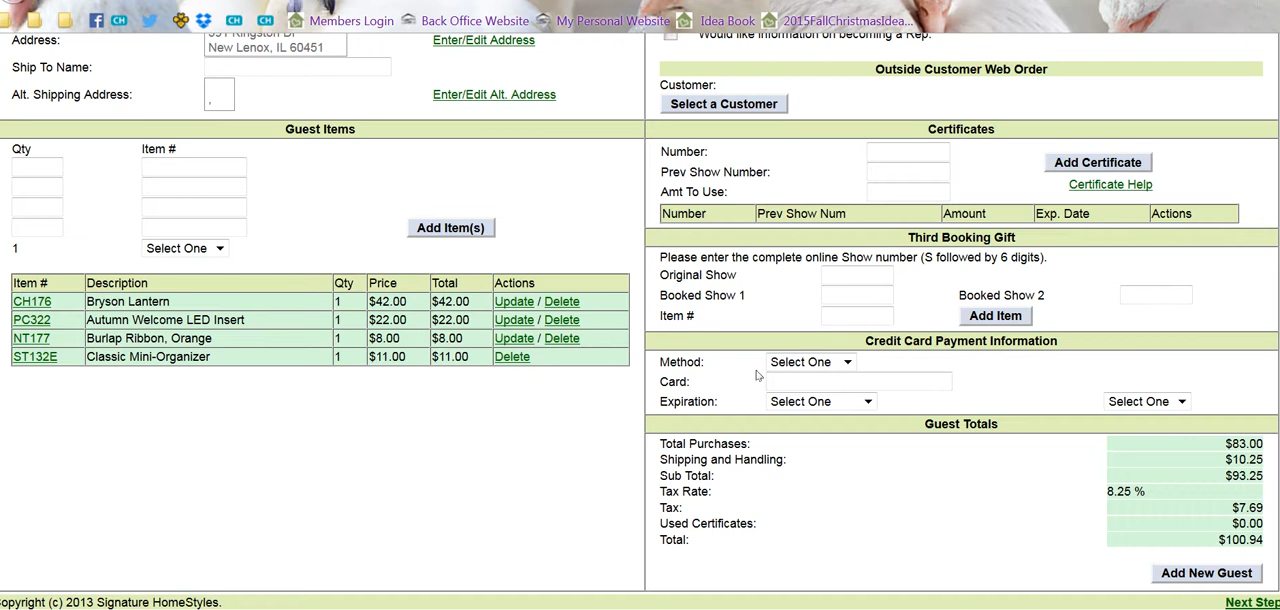 CH CH CH Members Login Back Office Website My Personal Website Idea Book 2015FallChristmasIdea...
Address:
New Lenox, IL 60451
Enter/Edit Address
Ship To Name:
Alt. Shipping Address:
,
Enter/Edit Alt. Address
Guest Items
Qty Item #
Add Item(s)
1 Select One
Item # Description Qty Price Total Actions
CH176 Bryson Lantern 1 $42.00 $42.00 Update / Delete
PC322 Autumn Welcome LED Insert 1 $22.00 $22.00 Update / Delete
NT177 Burlap Ribbon, Orange 1 $8.00 $8.00 Update / Delete
ST132E Classic Mini-Organizer 1 $11.00 $11.00 Delete
Would like information on becoming a Rep.
Outside Customer Web Order
Customer:
Select a Customer
Certificates
Number:
Prev Show Number:
Amt To Use:
Add Certificate
Certificate Help
Number Prev Show Num Amount Exp. Date Actions
Third Booking Gift
Please enter the complete online Show number (S followed by 6 digits).
Original Show
Booked Show 1 Booked Show 2
Item # Add Item
Credit Card Payment Information
Method: Select One
Card:
Expiration: Select One Select One
Guest Totals
Total Purchases: $83.00
Shipping and Handling: $10.25
Sub Total: $93.25
Tax Rate: 8.25 %
Tax: $7.69
Used Certificates: $0.00
Total: $100.94
Add New Guest
opyright (c) 2013 Signature HomeStyles.
Next Step